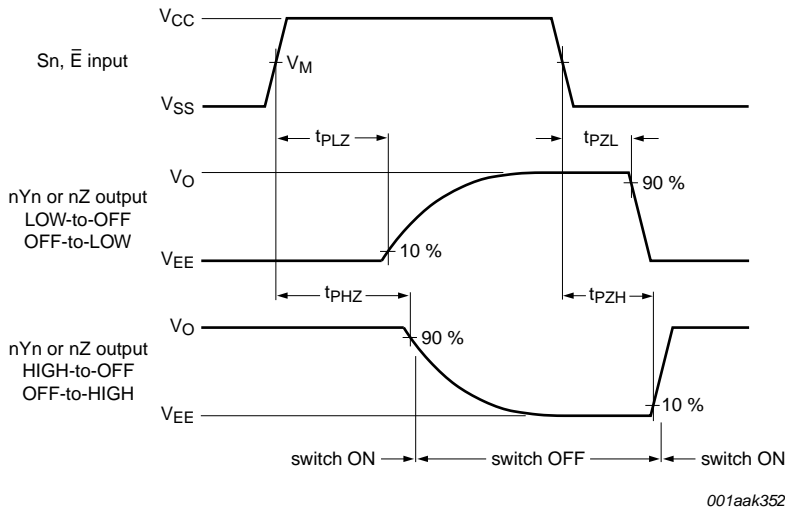 VCC
Sn, E̅ input
VM
VSS
tPLZ
tPZL
VO
90 %
nYn or nZ output
LOW-to-OFF
OFF-to-LOW
10 %
VEE
tPHZ
tPZH
VO
90 %
nYn or nZ output
HIGH-to-OFF
OFF-to-HIGH
10 %
VEE
switch ON
switch OFF
switch ON
001aak352